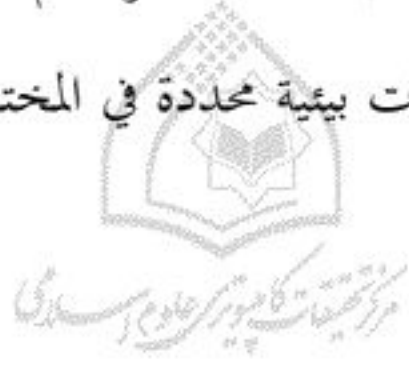 ت بيئية محددة في المخت
مرکز تحقیقات کامپیوتری علوم اسلامی